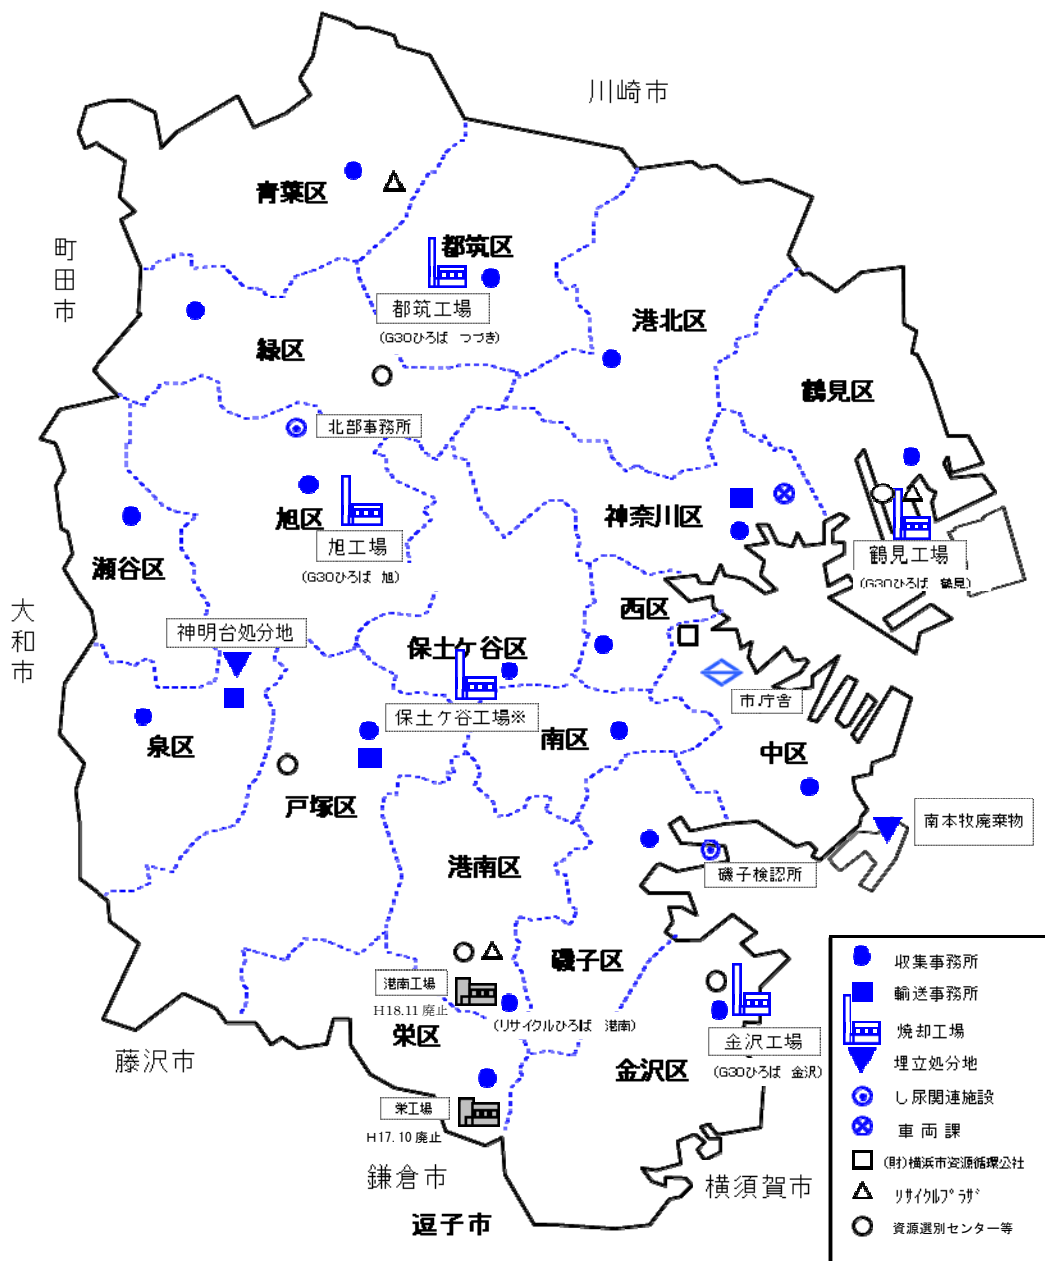 川崎市
青葉区
都筑区
町田市
都筑工場
(G30ひろば つづき)
港北区
緑区
鶴見区
北部事務所
旭区
神奈川区
旭工場
(G30ひろば 旭)
鶴見工場
(G30ひろば 鶴見)
瀬谷区
大和市
西区
神明台処分地
保土ケ谷区
市庁舎
保土ケ谷工場※
泉区
南区
中区
戸塚区
南本牧廃棄物
港南区
磯子検認所
磯子区
港南工場
H18.11 廃止
(リサイクルひろば 港南)
栄区
金沢工場
(G30ひろば 金沢)
金沢区
藤沢市
栄工場
H17.10 廃止
鎌倉市
横須賀市
逗子市
収集事務所
輸送事務所
焼却工場
埋立処分地
し尿関連施設
車両課
(財)横浜市資源循環公社
ﾘｻｲｸﾙﾌﾟﾗｻﾞ
資源選別センター等